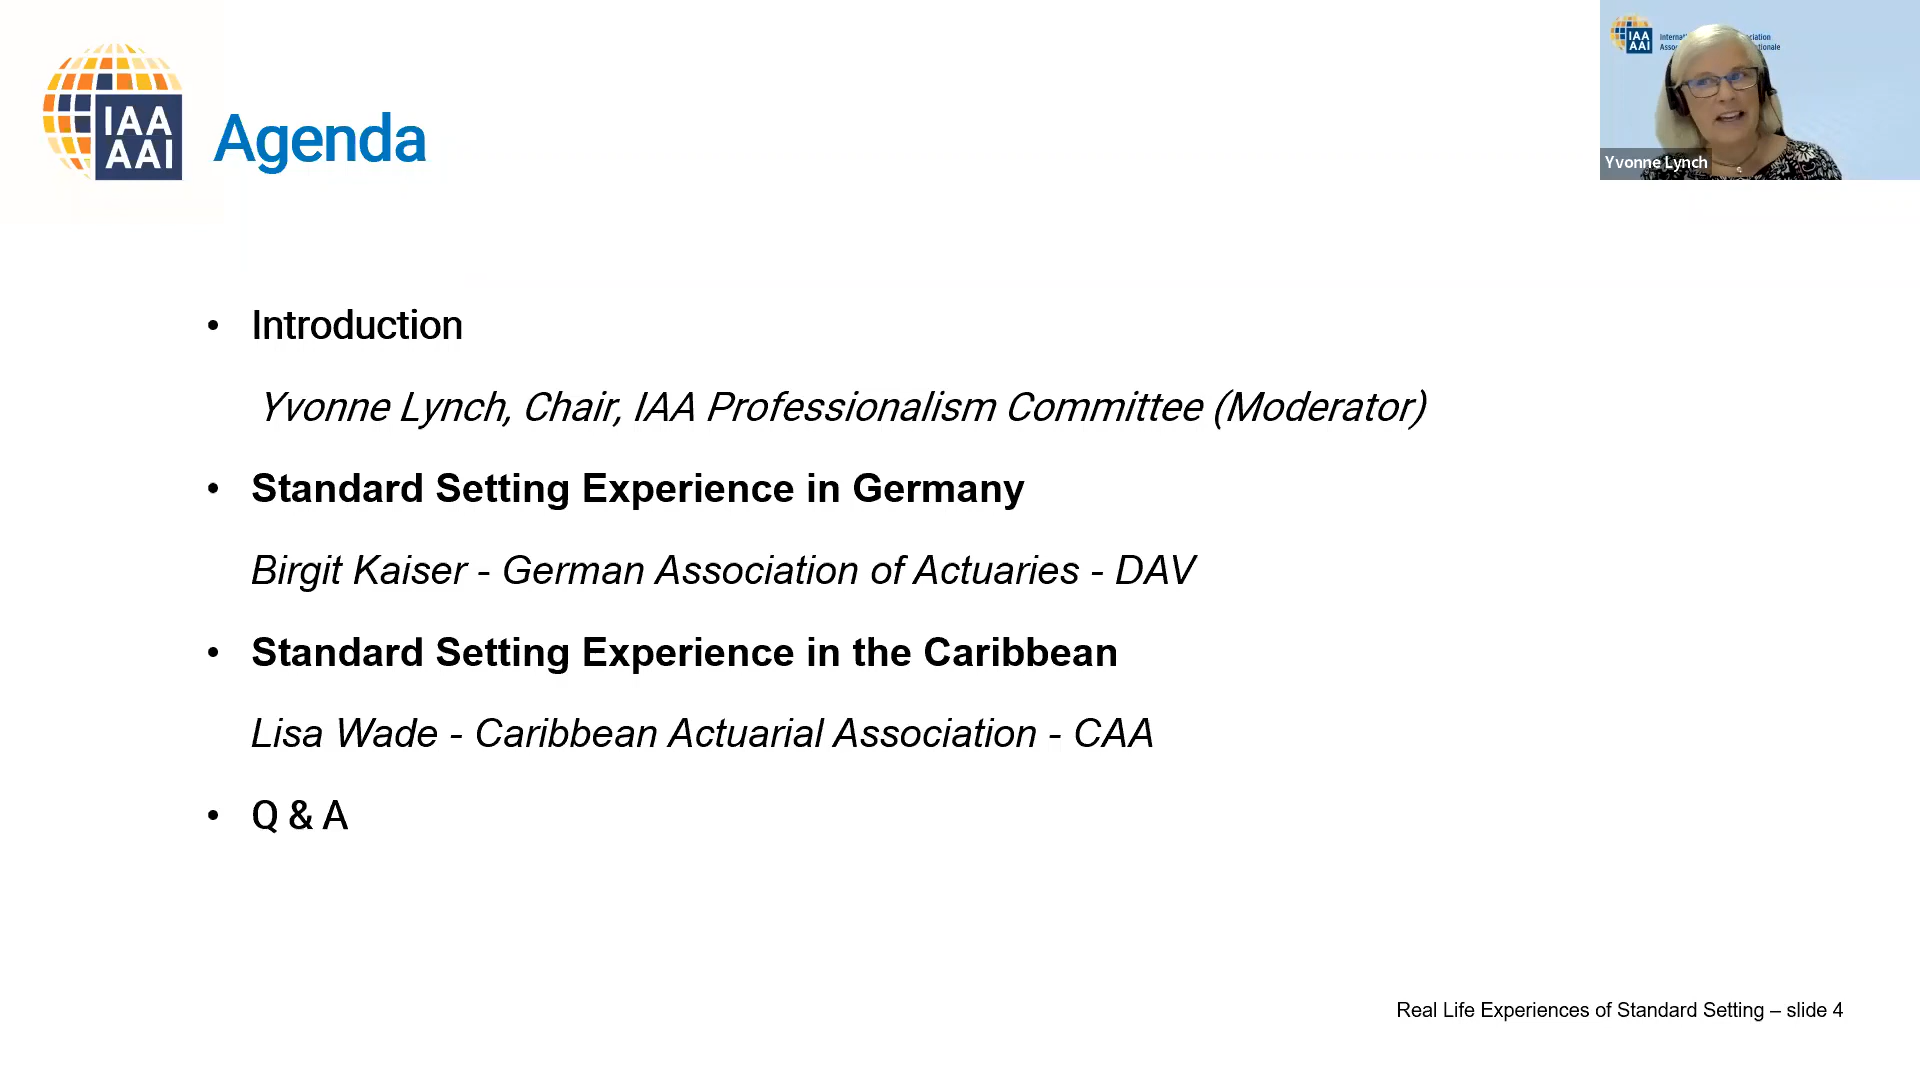 IAA
AAI
Agenda
IAA
AAI
Yvonne Lynch
• Introduction
Yvonne Lynch, Chair, IAA Professionalism Committee (Moderator)
• Standard Setting Experience in Germany
Birgit Kaiser - German Association of Actuaries - DAV
• Standard Setting Experience in the Caribbean
Lisa Wade - Caribbean Actuarial Association - CAA
• Q & A
Real Life Experiences of Standard Setting – slide 4